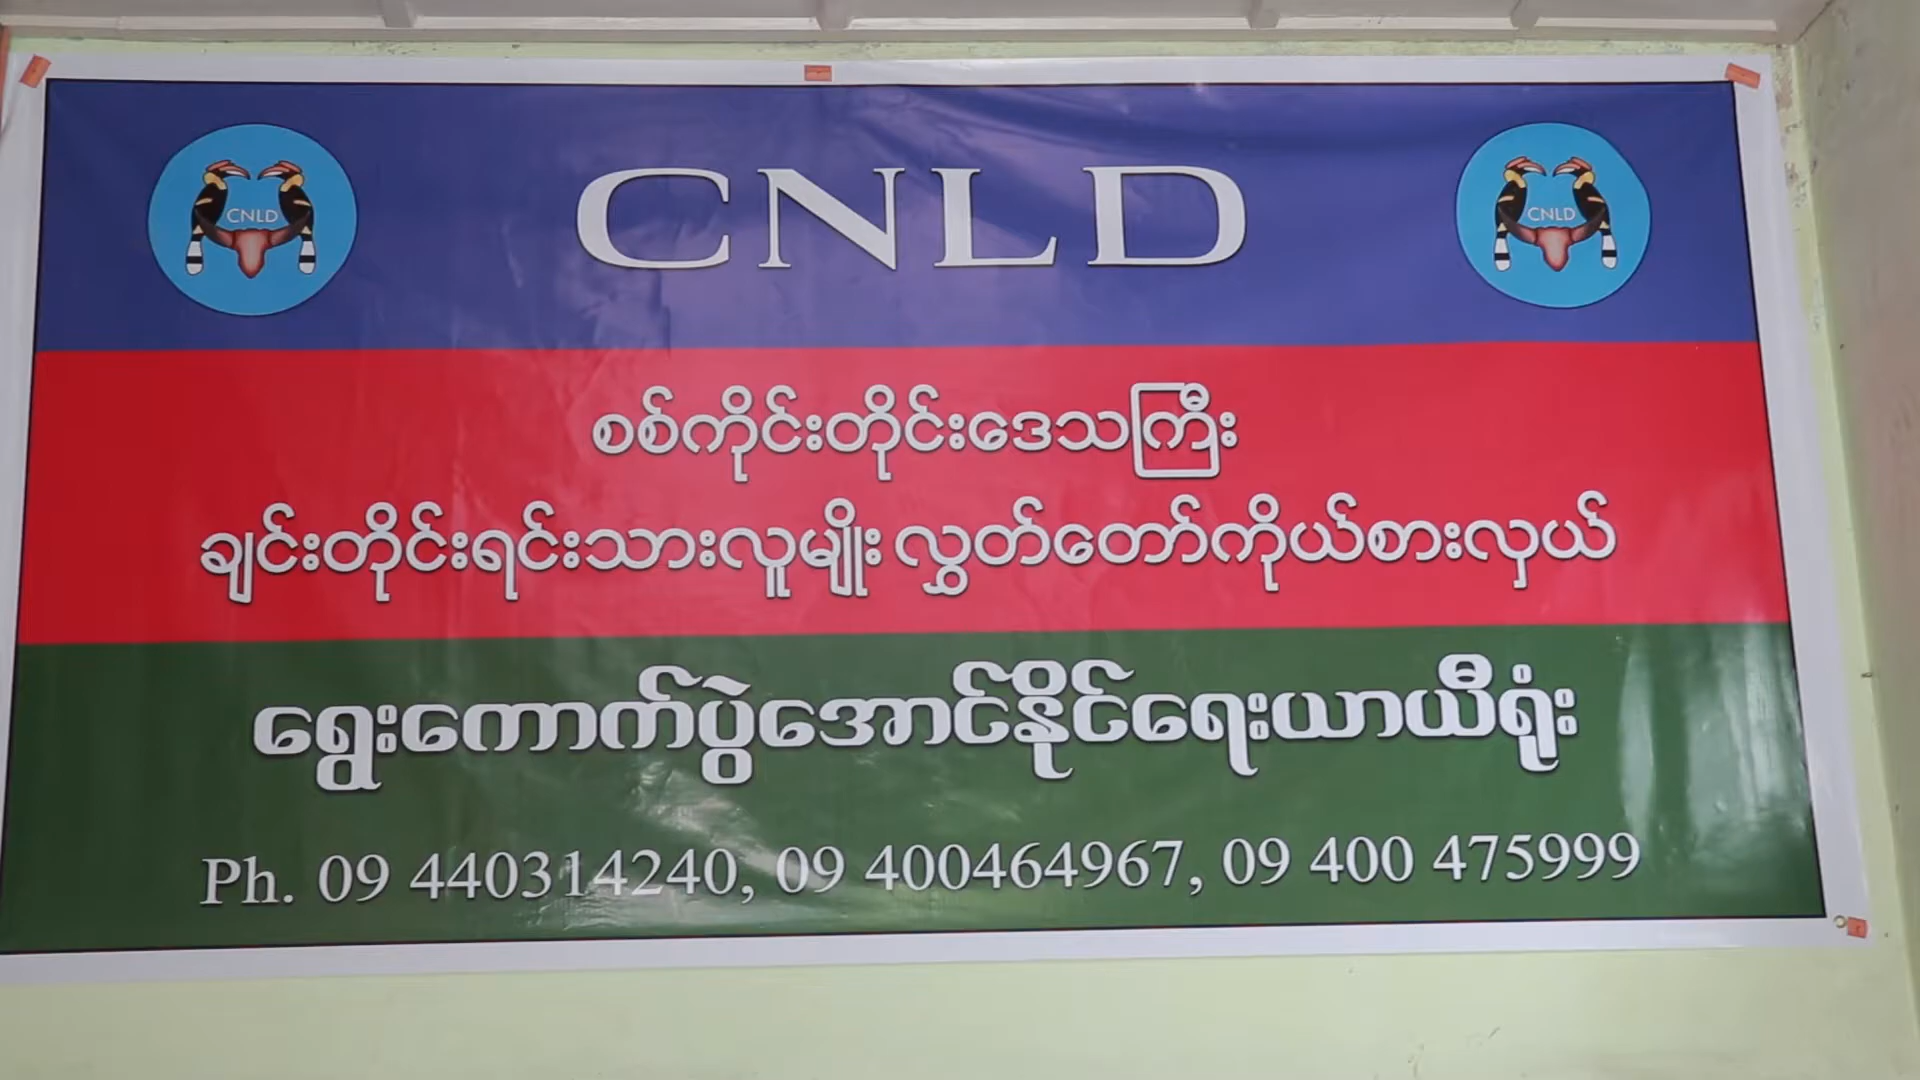 CNLD
CNLD
CNLD
စစ်ကိုင်းတိုင်းဒေသကြီး
ချင်းတိုင်းရင်းသားလူမျိုး လွှတ်တော်ကိုယ်စားလှယ်
ရွေးကောက်ပွဲအောင်နိုင်ရေးယာယီရုံး
Ph. 09 440314240, 09 400464967, 09 400 475999